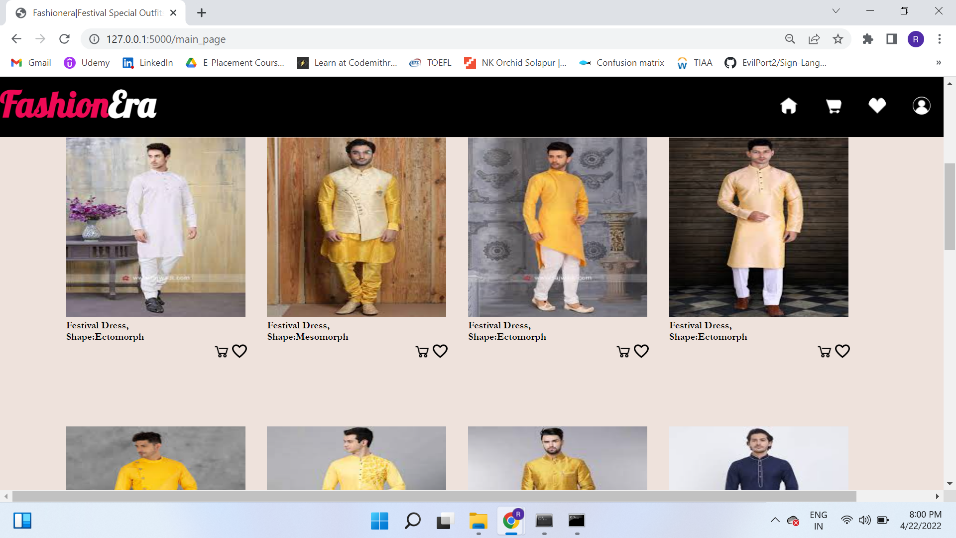 Fashionera|Festival Special Outfit
127.0.0.1:5000/main_page
R
Gmail
Udemy
LinkedIn
E Placement Cours...
Learn at Codemithr...
TOEFL
NK Orchid Solapur |...
Confusion matrix
TIAA
EvilPort2/Sign-Lang...
»
FashionEra
Festival Dress,
Shape:Ectomorph
Festival Dress,
Shape:Mesomorph
Festival Dress,
Shape:Ectomorph
Festival Dress,
Shape:Ectomorph
R
ENG
IN
8:00 PM
4/22/2022